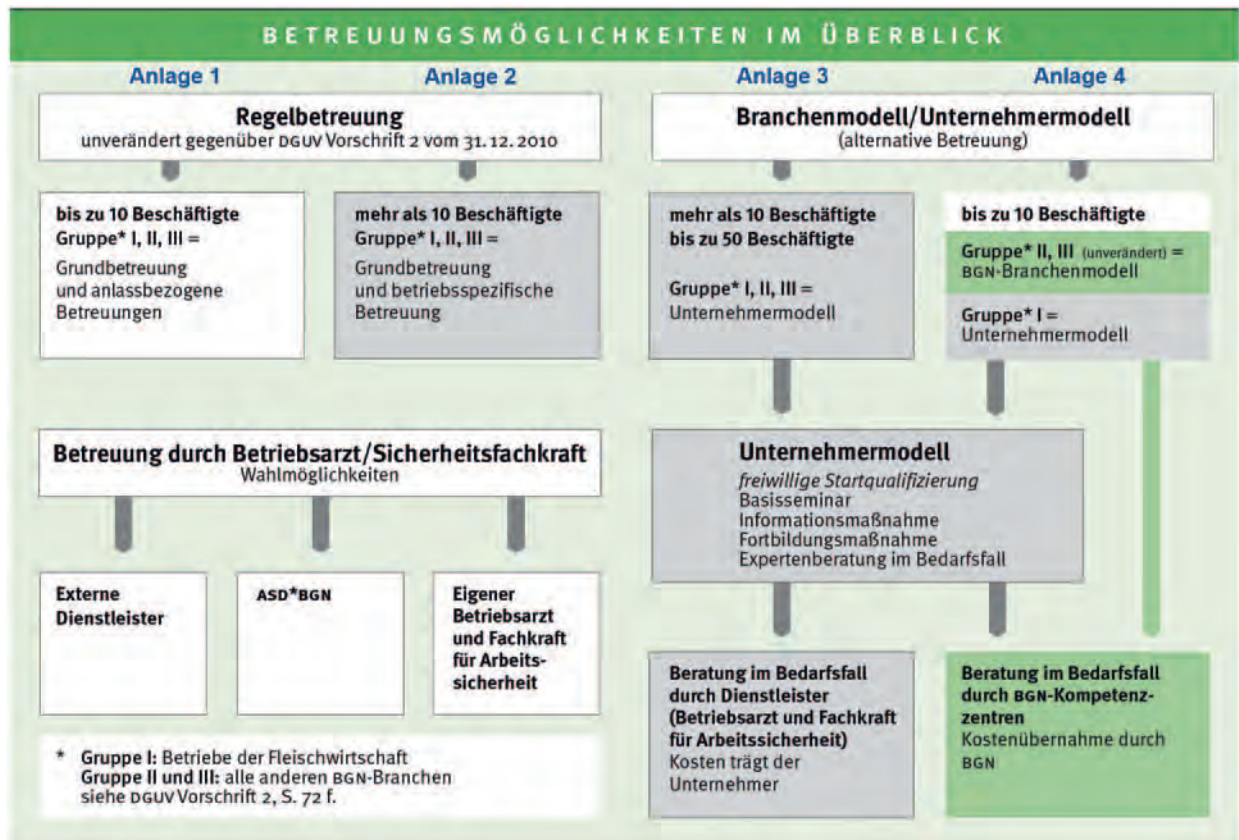 BETREUUNGSMÖGLICHKEITEN IM ÜBERBLICK
Anlage 1
Anlage 2
Anlage 3
Anlage 4
Regelbetreuung
unverändert gegenüber DGUV Vorschrift 2 vom 31.12.2010
Branchenmodell/Unternehmermodell
(alternative Betreuung)
bis zu 10 Beschäftigte
Gruppe* I, II, III =
Grundbetreuung
und anlassbezogene
Betreuungen
mehr als 10 Beschäftigte
Gruppe* I, II, III =
Grundbetreuung
und betriebsspezifische
Betreuung
mehr als 10 Beschäftigte
bis zu 50 Beschäftigte
Gruppe* I, II, III =
Unternehmermodell
bis zu 10 Beschäftigte
Gruppe* II, III (unverändert) =
BGN-Branchenmodell
Gruppe* I =
Unternehmermodell
Betreuung durch Betriebsarzt/Sicherheitsfachkraft
Wahlmöglichkeiten
Unternehmermodell
freiwillige Startqualifizierung
Basisseminar
Informationsmaßnahme
Fortbildungsmaßnahme
Expertenberatung im Bedarfsfall
Externe
Dienstleister
ASD*BGN
Eigener
Betriebsarzt
und Fachkraft
für Arbeits-
sicherheit
Beratung im Bedarfsfall
durch Dienstleister
(Betriebsarzt und Fachkraft
für Arbeitssicherheit)
Kosten trägt der
Unternehmer
Beratung im Bedarfsfall
durch BGN-Kompetenz-
zentren
Kostenübernahme durch
BGN
* Gruppe I: Betriebe der Fleischwirtschaft
Gruppe II und III: alle anderen BGN-Branchen
siehe DGUV Vorschrift 2, S. 72 f.